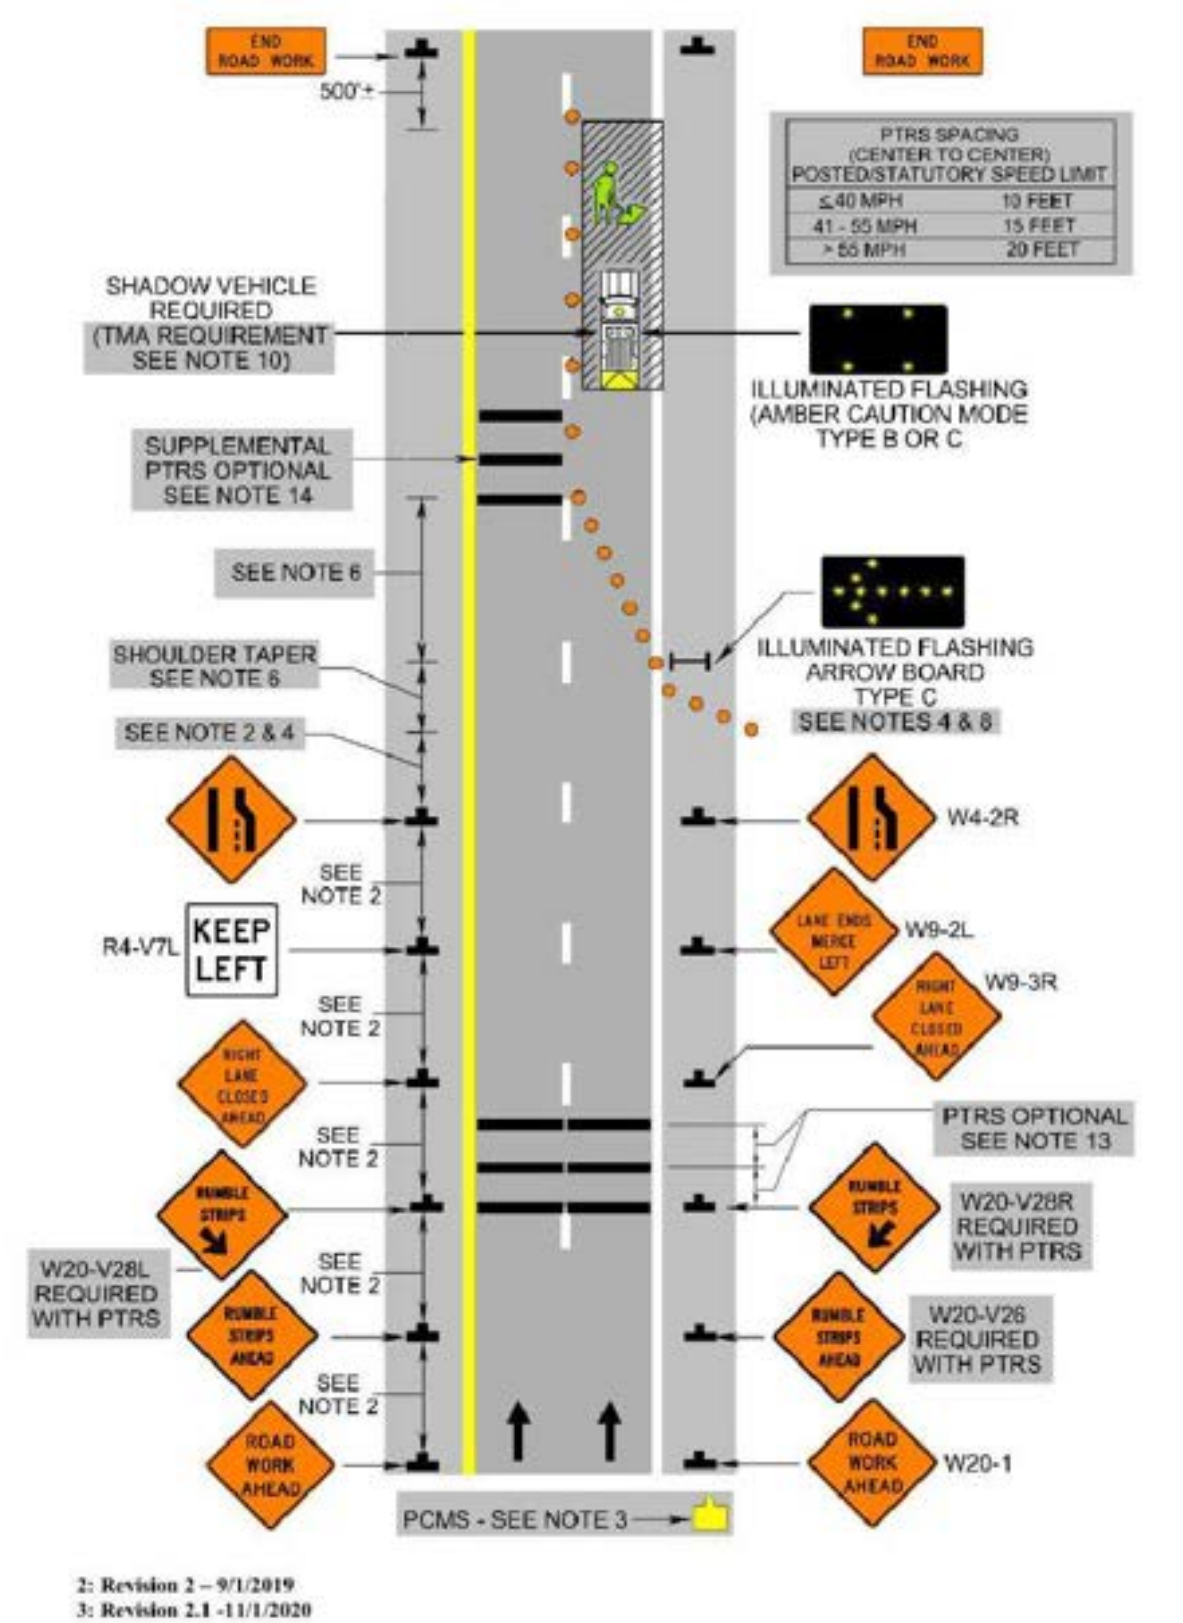 END
ROAD WORK
END
ROAD WORK
500'±
PTRS SPACING
(CENTER TO CENTER)
POSTED/STATUTORY SPEED LIMIT
≤40 MPH 10 FEET
41 - 55 MPH 15 FEET
> 55 MPH 20 FEET
SHADOW VEHICLE
REQUIRED
(TMA REQUIREMENT
SEE NOTE 10)
ILLUMINATED FLASHING
(AMBER CAUTION MODE
TYPE B OR C
SUPPLEMENTAL
PTRS OPTIONAL
SEE NOTE 14
SEE NOTE 6
ILLUMINATED FLASHING
ARROW BOARD
TYPE C
SEE NOTES 4 & 8
SHOULDER TAPER
SEE NOTE 6
SEE NOTE 2 & 4
W4-2R
SEE
NOTE 2
R4-V7L
KEEP
LEFT
LANE ENDS
MERGE
LEFT
W9-2L
SEE
NOTE 2
RIGHT
LANE
CLOSED
AHEAD
W9-3R
RIGHT
LANE
CLOSED
AHEAD
SEE
NOTE 2
PTRS OPTIONAL
SEE NOTE 13
RUMBLE
STRIPS
RUMBLE
STRIPS
W20-V28R
REQUIRED
WITH PTRS
W20-V28L
REQUIRED
WITH PTRS
SEE
NOTE 2
RUMBLE
STRIPS
AHEAD
RUMBLE
STRIPS
AHEAD
W20-V26
REQUIRED
WITH PTRS
SEE
NOTE 2
ROAD
WORK
AHEAD
ROAD
WORK
AHEAD
W20-1
PCMS - SEE NOTE 3
2: Revision 2 – 9/1/2019
3: Revision 2.1 -11/1/2020